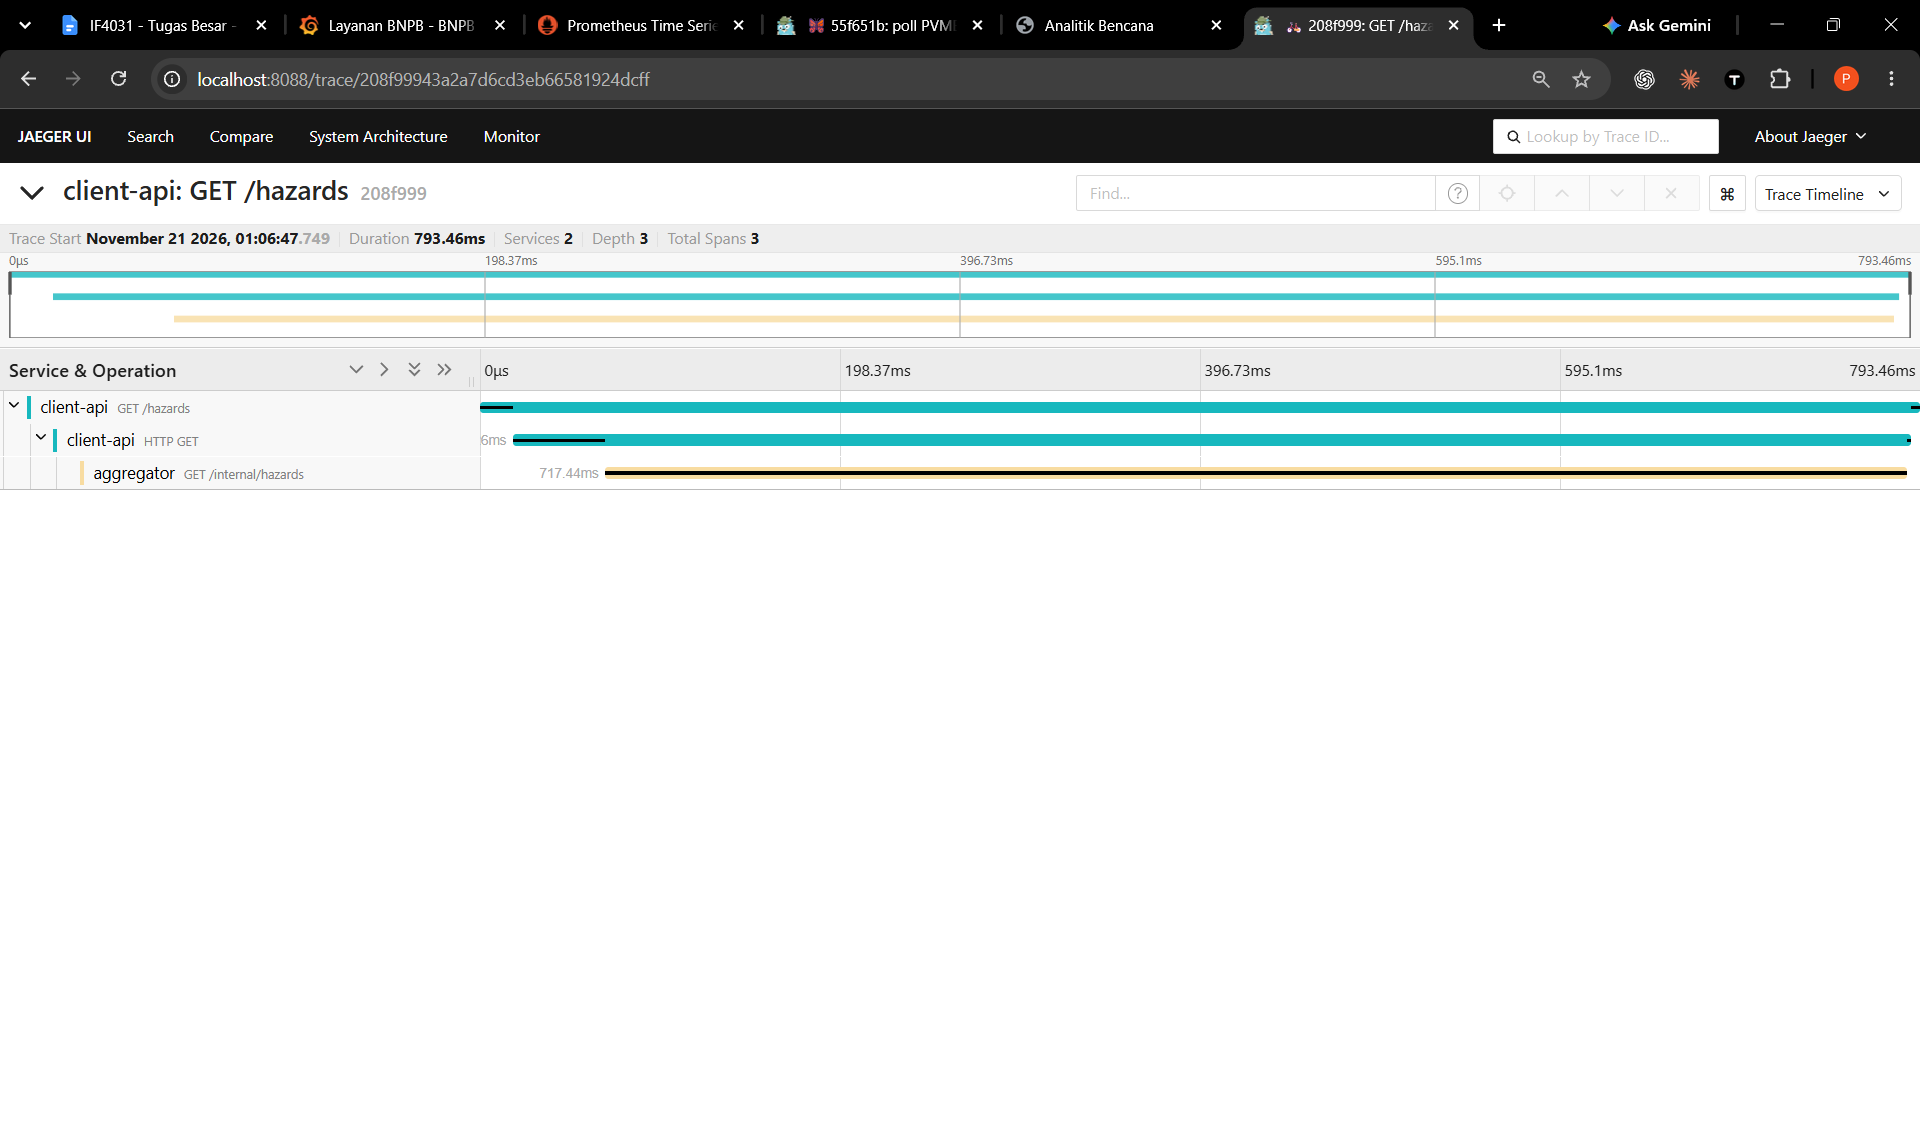 IF4031 - Tugas Besar - Layanan BNPB - BNPB Prometheus Time Serie 55f651b: poll PVMB Analitik Bencana 208f999: GET /haza Ask Gemini
localhost:8088/trace/208f99943a2a7d6cd3eb66581924dcff T P
JAEGER UI Search Compare System Architecture Monitor Lookup by Trace ID... About Jaeger
client-api: GET /hazards 208f999 Find... ? ⌘ Trace Timeline
Trace Start November 21 2026, 01:06:47.749 Duration 793.46ms Services 2 Depth 3 Total Spans 3
0μs 198.37ms 396.73ms 595.1ms 793.46ms
Service & Operation 0μs 198.37ms 396.73ms 595.1ms 793.46ms
client-api GET /hazards
client-api HTTP GET 6ms
aggregator GET /internal/hazards 717.44ms